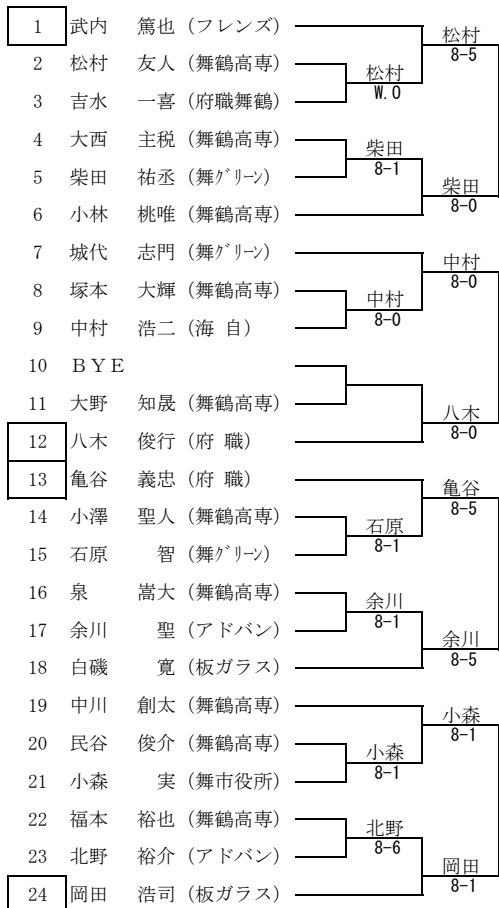 1 武内 篤也 (フレンズ)
松村
8-5
2 松村 友人 (舞鶴高専)
松村
W.0
3 吉水 一喜 (府職舞鶴)
4 大西 主税 (舞鶴高専)
柴田
8-1
5 柴田 祐丞 (舞グリーン)
柴田
8-0
6 小林 桃唯 (舞鶴高専)
7 城代 志門 (舞グリーン)
中村
8-0
8 塚本 大輝 (舞鶴高専)
中村
8-0
9 中村 浩二 (海 自)
10 BYE
11 大野 知晟 (舞鶴高専)
八木
8-0
12 八木 俊行 (府 職)
13 亀谷 義忠 (府 職)
亀谷
8-5
14 小澤 聖人 (舞鶴高専)
石原
8-1
15 石原 智 (舞グリーン)
16 泉 嵩大 (舞鶴高専)
余川
8-1
17 余川 聖 (アドバン)
余川
8-5
18 白磯 寛 (板ガラス)
19 中川 創太 (舞鶴高専)
小森
8-1
20 民谷 俊介 (舞鶴高専)
小森
8-1
21 小森 実 (舞市役所)
22 福本 裕也 (舞鶴高専)
北野
8-6
23 北野 裕介 (アドバン)
岡田
8-1
24 岡田 浩司 (板ガラス)